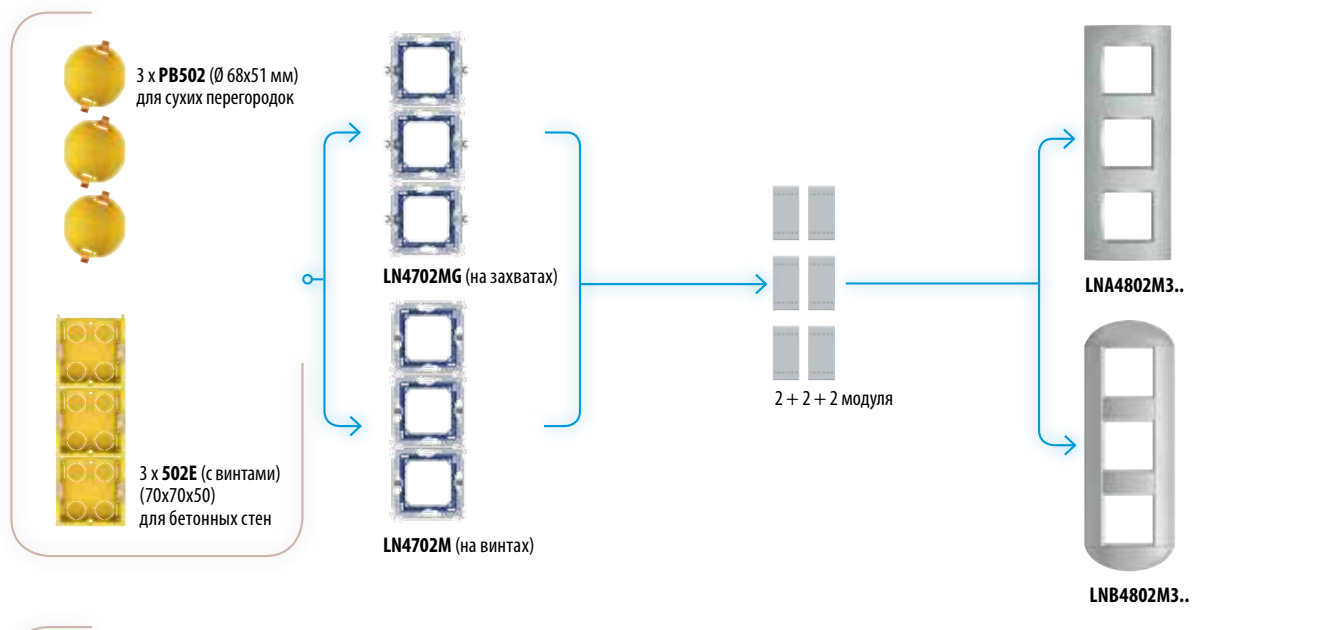 3 x PB502 (Ø 68x51 мм)
для сухих перегородок
LN4702MG (на захватах)
3 x 502E (с винтами)
(70x70x50)
для бетонных стен
LN4702M (на винтах)
2 + 2 + 2 модуля
LNA4802M3..
LNB4802M3..